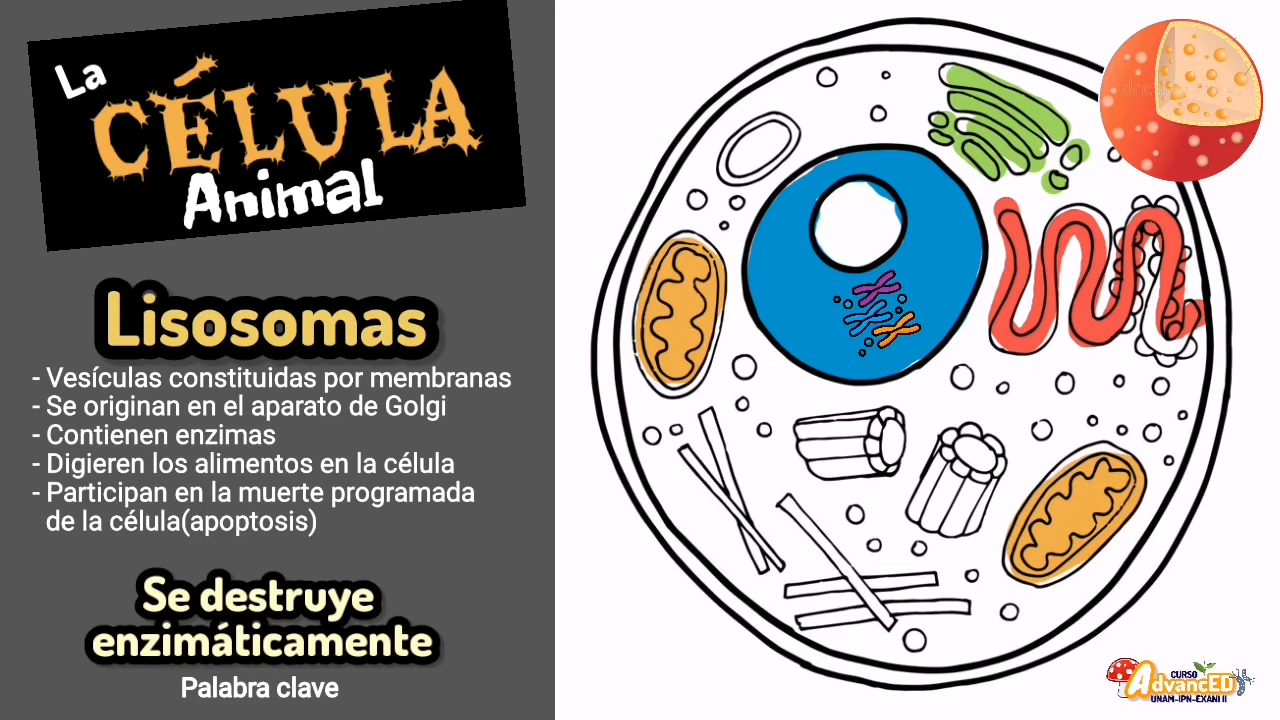 La
CÉLULA
Animal
Lisosomas
- Vesículas constituidas por membranas
- Se originan en el aparato de Golgi
- Contienen enzimas
- Digieren los alimentos en la célula
- Participan en la muerte programada
de la célula(apoptosis)
Se destruye
enzimáticamente
Palabra clave
CURSO
AdvancED
UNAM-IPN-EXANI II